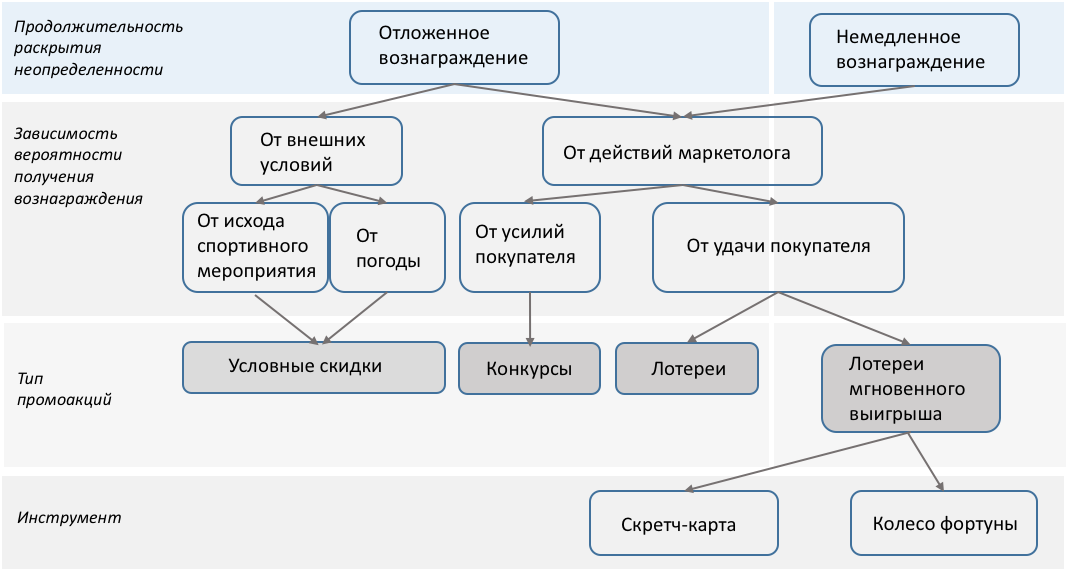 Продолжительность
раскрытия
неопределенности
Отложенное
вознаграждение
Немедленное
вознаграждение
Зависимость
вероятности
получения
вознаграждения
От внешних
условий
От действий маркетолога
От исхода
спортивного
мероприятия
От
погоды
От усилий
покупателя
От удачи покупателя
Тип
промоакций
Условные скидки
Конкурсы
Лотереи
Лотереи
мгновенного
выигрыша
Инструмент
Скретч-карта
Колесо фортуны